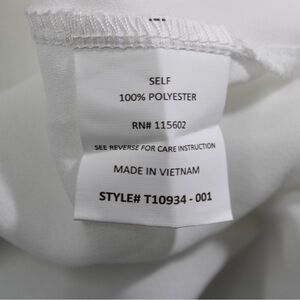 SELF
100% POLYESTER
RN# 115602
SEE REVERSE FOR CARE INSTRUCTION
MADE IN VIETNAM
STYLE# T10934 - 001